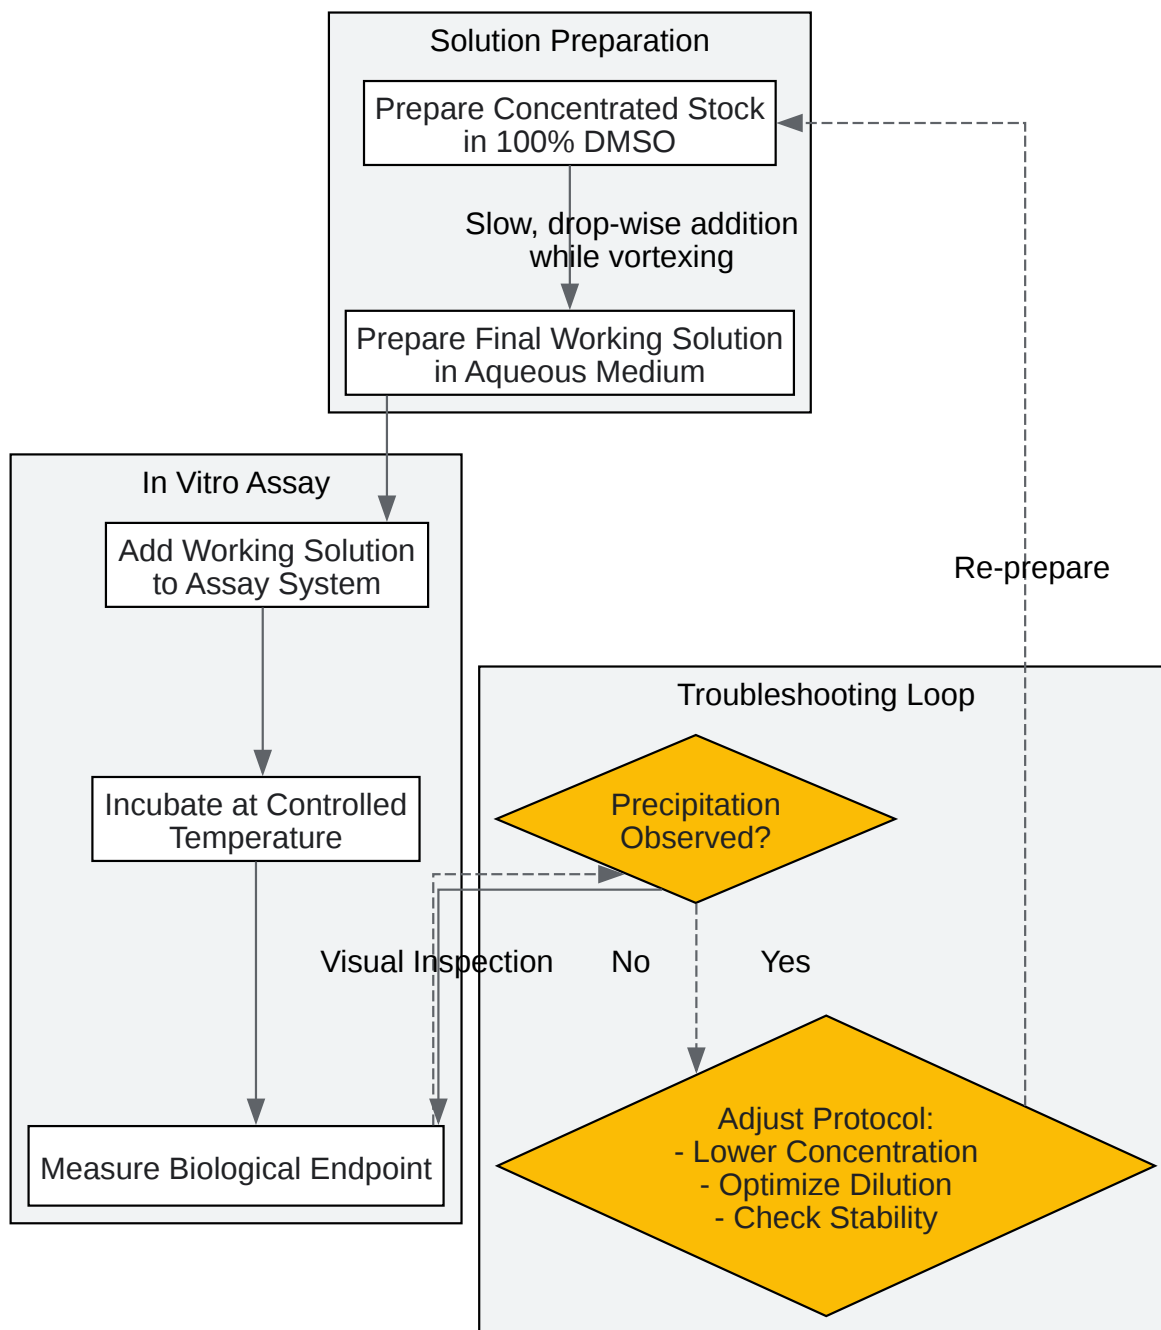 Solution Preparation
Prepare Concentrated Stock
in 100% DMSO
Slow, drop-wise addition
while vortexing
Prepare Final Working Solution
in Aqueous Medium
In Vitro Assay
Add Working Solution
to Assay System
Re-prepare
Troubleshooting Loop
Incubate at Controlled
Temperature
Precipitation
Observed?
Visual Inspection
No
Yes
Measure Biological Endpoint
Adjust Protocol:
- Lower Concentration
- Optimize Dilution
- Check Stability